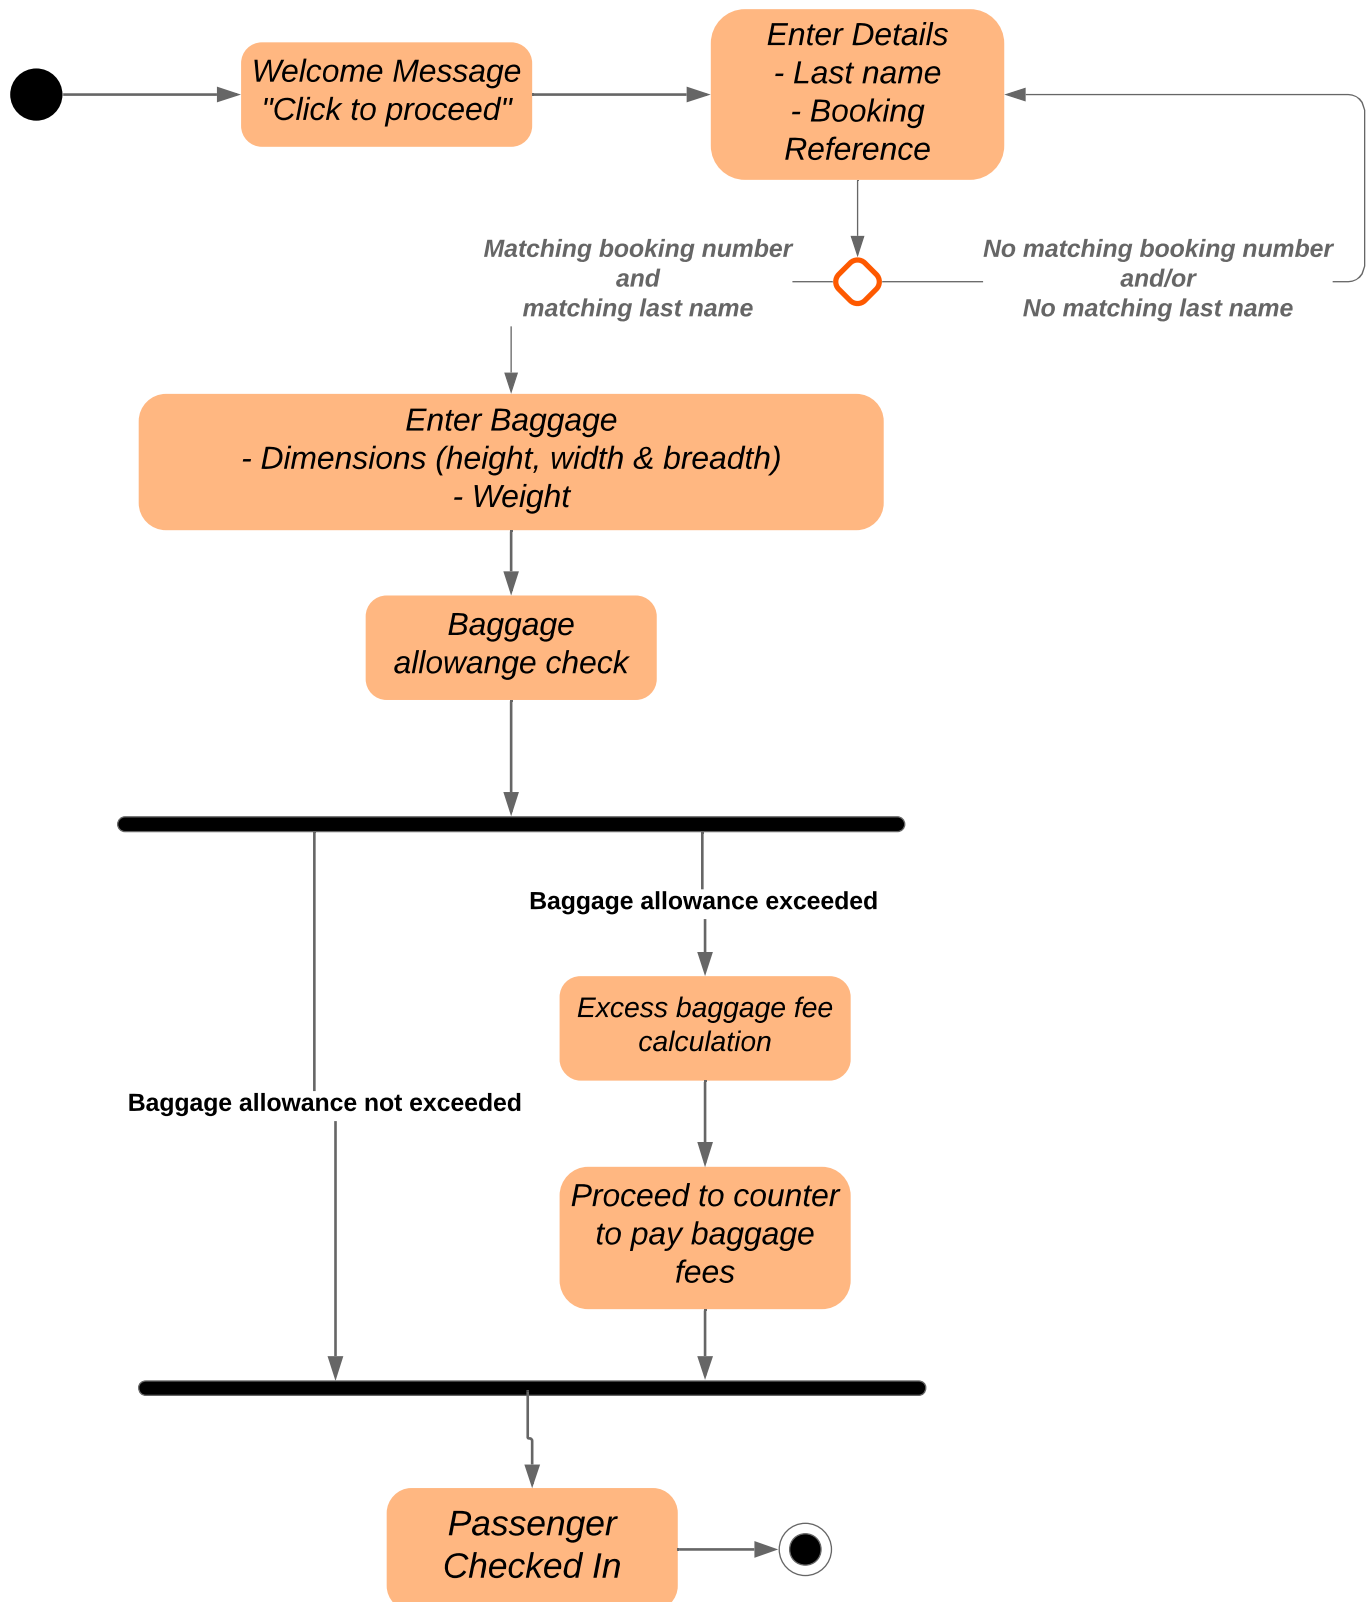 Welcome Message
"Click to proceed"
Enter Details
- Last name
- Booking
Reference
Matching booking number
and
matching last name
No matching booking number
and/or
No matching last name
Enter Baggage
- Dimensions (height, width & breadth)
- Weight
Baggage
allowange check
Baggage allowance exceeded
Excess baggage fee
calculation
Baggage allowance not exceeded
Proceed to counter
to pay baggage
fees
Passenger
Checked In